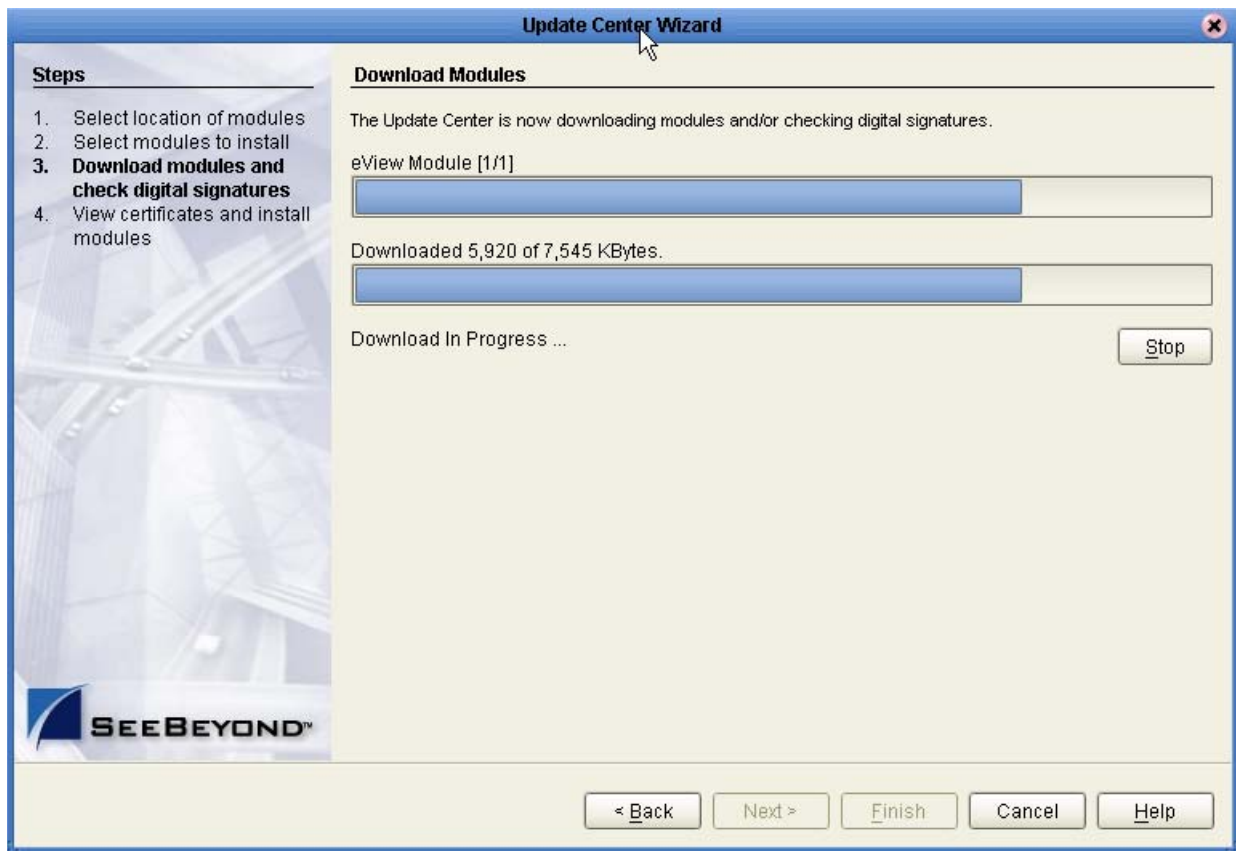 Update Center Wizard
Steps
1. Select location of modules
2. Select modules to install
3. Download modules and
check digital signatures
4. View certificates and install
modules
SEEBEYOND™
Download Modules
The Update Center is now downloading modules and/or checking digital signatures.
eView Module [1/1]
Downloaded 5,920 of 7,545 KBytes.
Download In Progress ...
Stop
< Back
Next >
Finish
Cancel
Help